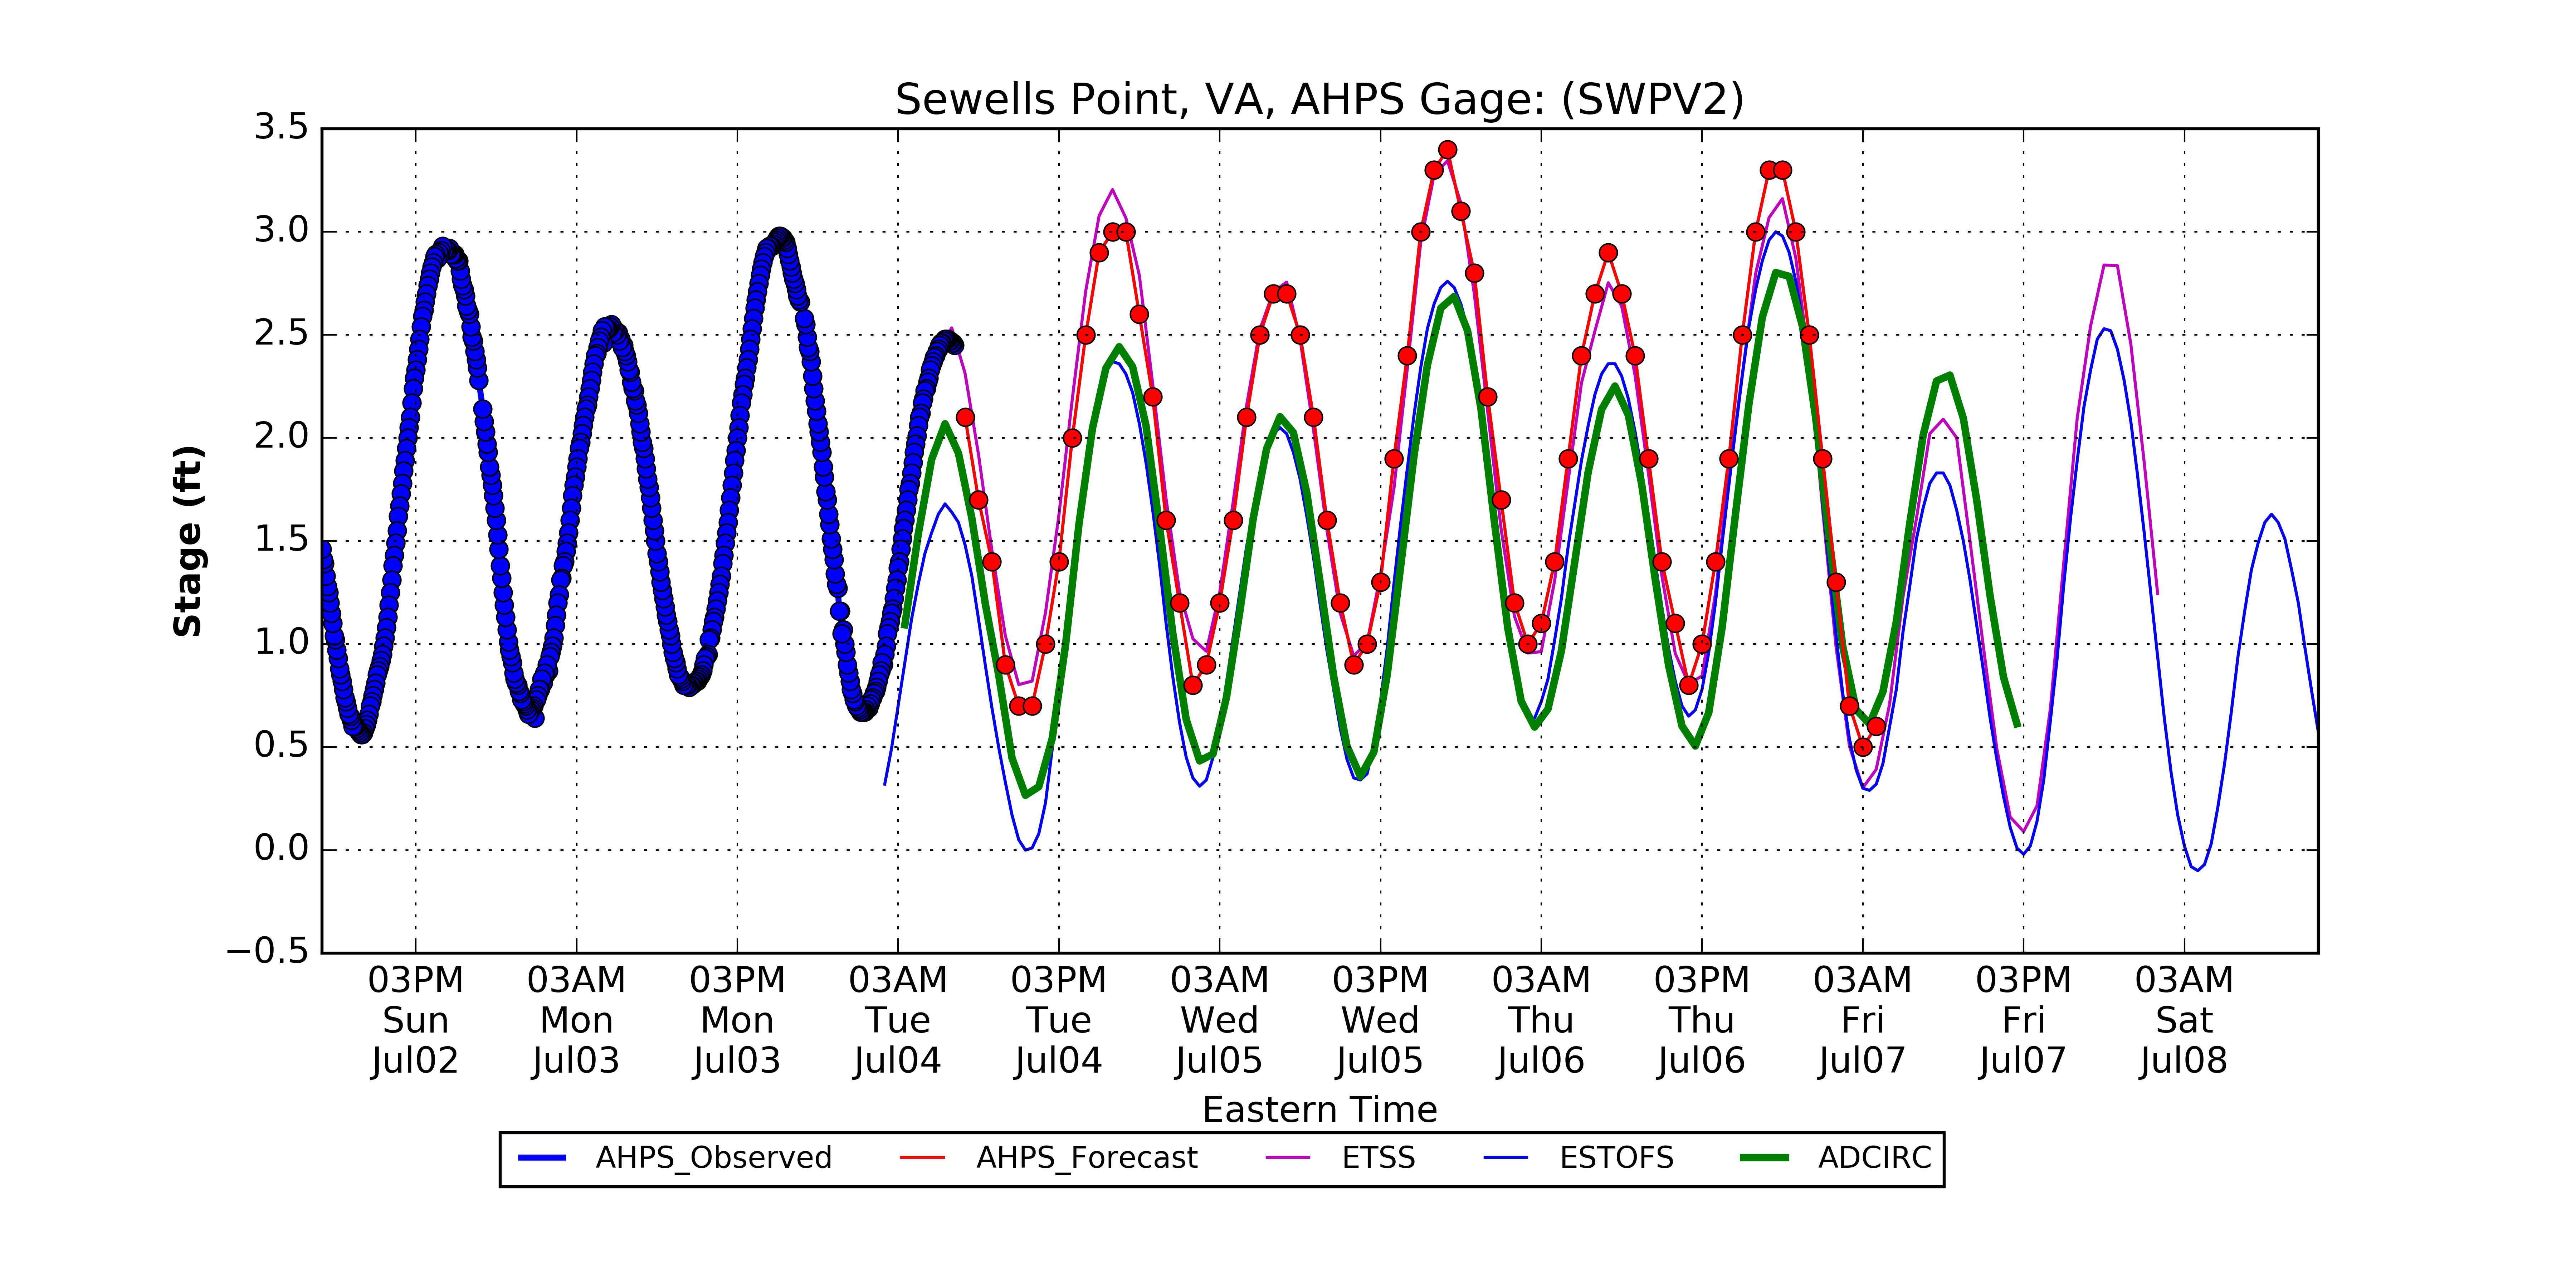 Sewells Point, VA, AHPS Gage: (SWPV2)
3.5
3.0
2.5
2.0
1.5
1.0
0.5
0.0
−0.5
Stage (ft)
03PM 03AM 03PM 03AM 03PM 03AM 03PM 03AM 03PM 03AM 03PM 03AM
Sun Mon Mon Tue Tue Wed Wed Thu Thu Fri Fri Sat
Jul02 Jul03 Jul03 Jul04 Jul04 Jul05 Jul05 Jul06 Jul06 Jul07 Jul07 Jul08
Eastern Time
AHPS_Observed AHPS_Forecast ETSS ESTOFS ADCIRC